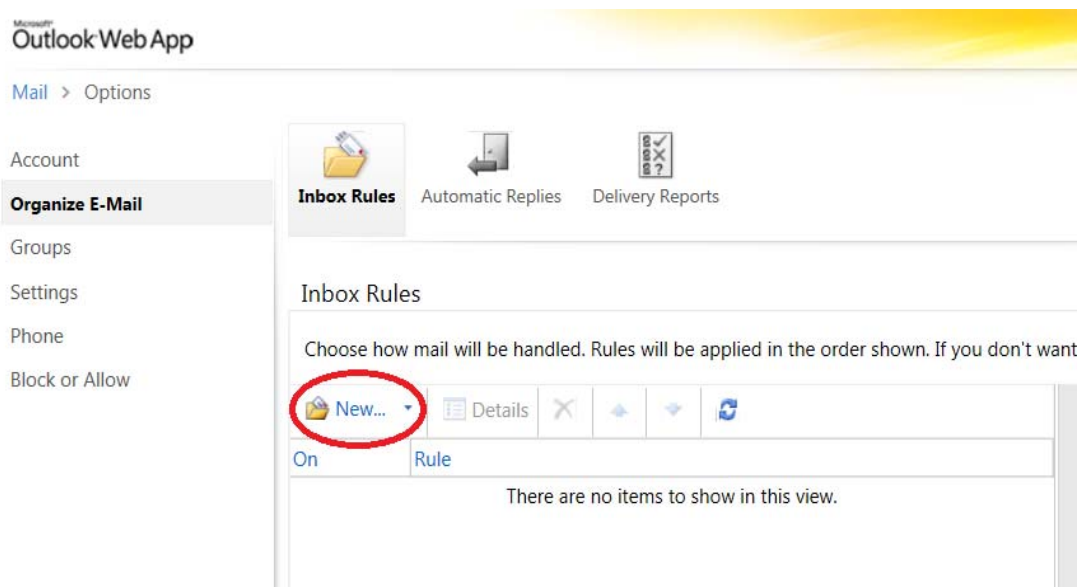 Microsoft®
Outlook Web App
Mail > Options
Account
Organize E-Mail
Groups
Settings
Phone
Block or Allow
Inbox Rules
Automatic Replies
Delivery Reports
Inbox Rules
Choose how mail will be handled. Rules will be applied in the order shown. If you don't want
New...
Details
On
Rule
There are no items to show in this view.